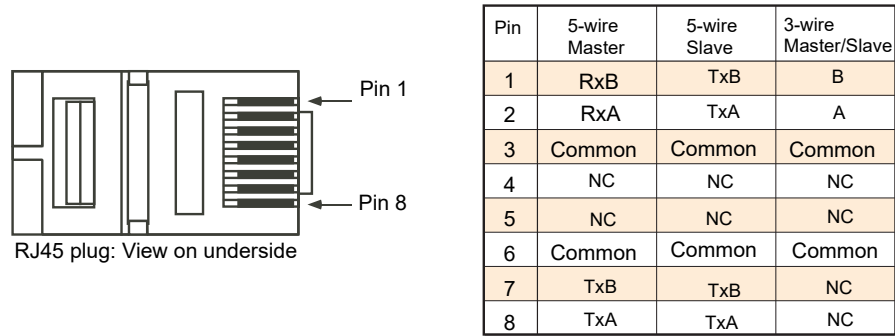 Pin 1
Pin 8
RJ45 plug: View on underside
Pin 5-wire Master 5-wire Slave 3-wire Master/Slave
1 RxB TxB B
2 RxA TxA A
3 Common Common Common
4 NC NC NC
5 NC NC NC
6 Common Common Common
7 TxB TxB NC
8 TxA TxA NC